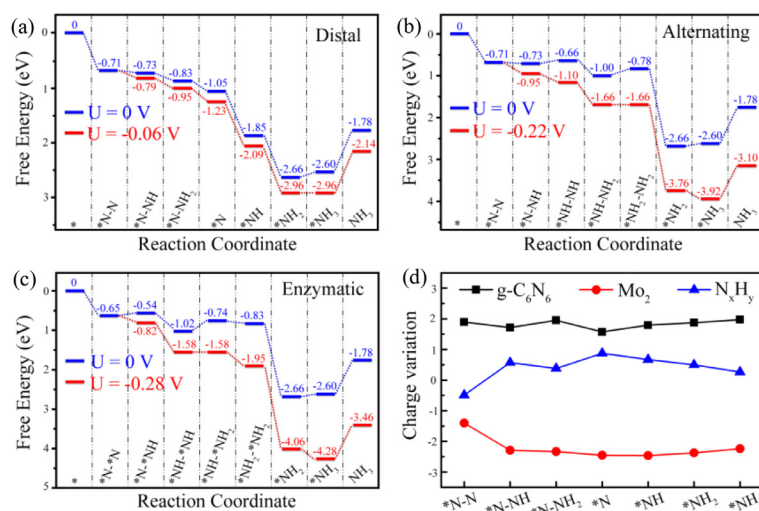 (a)
Distal
Free Energy (eV)
0
1
2
3
0
-0.71
-0.73
-0.83
-1.05
-1.85
-2.66
-2.60
-1.78
-0.79
-0.95
-1.23
-2.09
-2.96
-2.96
-2.14
U = 0 V
U = -0.06 V
*
*N-N
*N-NH
*N-NH₂
*N
*NH
*NH₂
*NH₃
NH₃
Reaction Coordinate
(b)
Alternating
Free Energy (eV)
0
1
2
3
4
0
-0.71
-0.73
-0.66
-1.00
-0.78
-2.66
-2.60
-1.78
-0.95
-1.10
-1.66
-1.66
-3.76
-3.92
-3.10
U = 0 V
U = -0.22 V
*
*N-N
*N-NH
*NH-NH
*NH-NH₂
*NH₂-NH₂
*NH₂
*NH₃
NH₃
Reaction Coordinate
(c)
Enzymatic
Free Energy (eV)
0
1
2
3
4
5
0
-0.65
-0.54
-1.02
-0.74
-0.83
-2.66
-2.60
-1.78
-0.82
-1.58
-1.58
-1.95
-4.06
-4.28
-3.46
U = 0 V
U = -0.28 V
*
*N-*N
*N-*NH
*NH-*NH
*NH-*NH₂
*NH₂-*NH₂
*NH₂
*NH₃
NH₃
Reaction Coordinate
(d)
g-C₆N₆
Mo₂
NₓHᵧ
Charge variation
3
2
1
0
-1
-2
-3
*N-N
*N-NH
*N-NH₂
*N
*NH
*NH₂
*NH₃